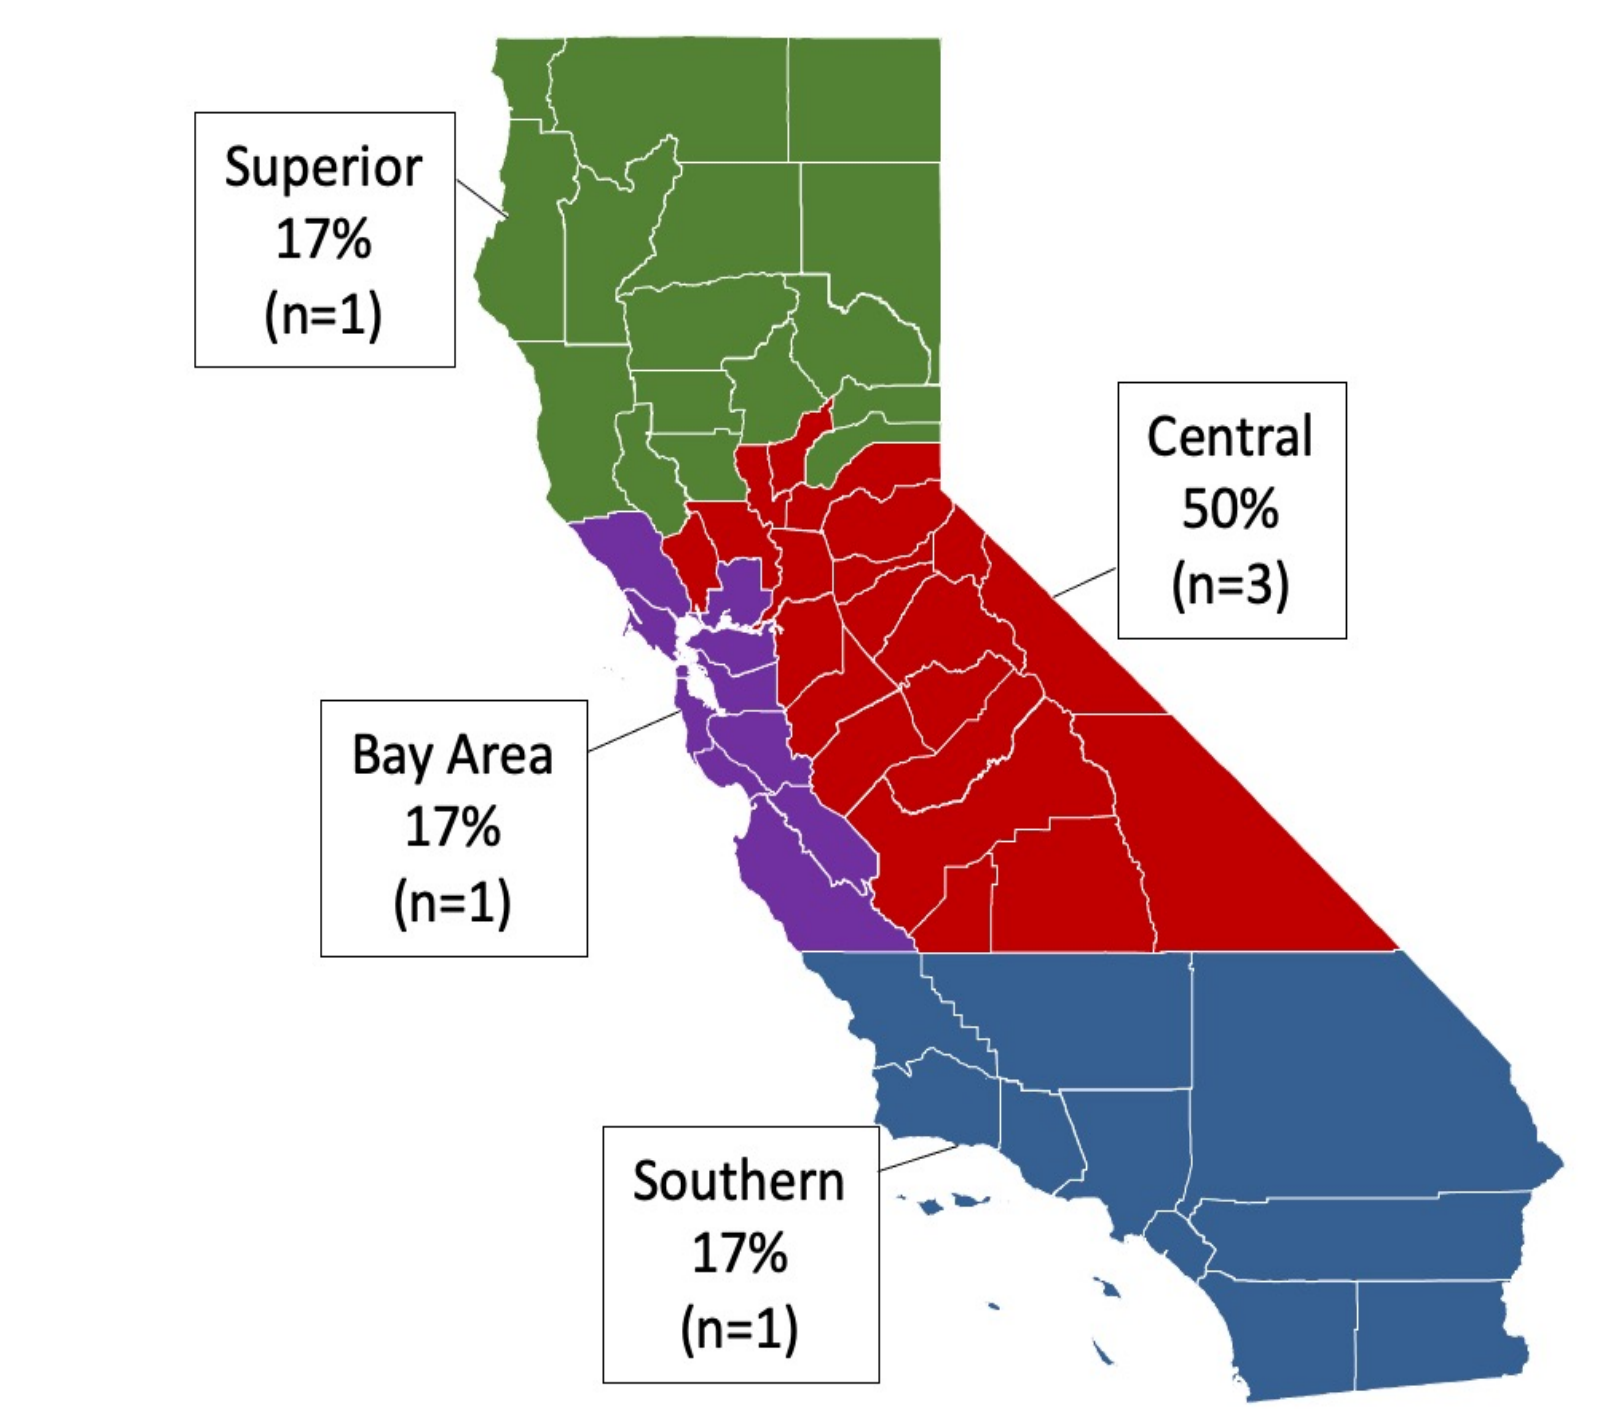 Superior
17%
(n=1)
Central
50%
(n=3)
Bay Area
17%
(n=1)
Southern
17%
(n=1)